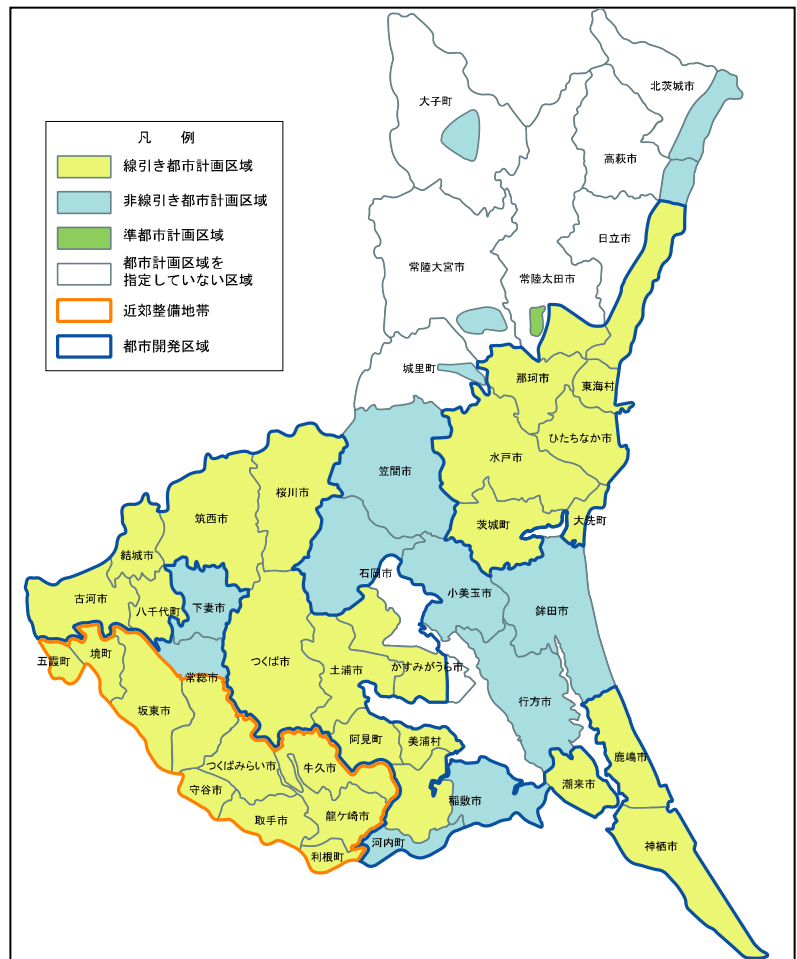 凡 例
線引き都市計画区域
非線引き都市計画区域
準都市計画区域
都市計画区域を
指定していない区域
近郊整備地帯
都市開発区域
北茨城市
大子町
高萩市
日立市
常陸大宮市
常陸太田市
城里町
那珂市
東海村
ひたちなか市
水戸市
笠間市
桜川市
筑西市
茨城町
大洗町
結城市
石岡市
小美玉市
古河市
八千代町
下妻市
鉾田市
五霞町
境町
つくば市
土浦市
かすみがうら市
常総市
坂東市
行方市
阿見町
美浦村
鹿嶋市
つくばみらい市
牛久市
潮来市
守谷市
稲敷市
取手市
龍ケ崎市
河内町
利根町
神栖市